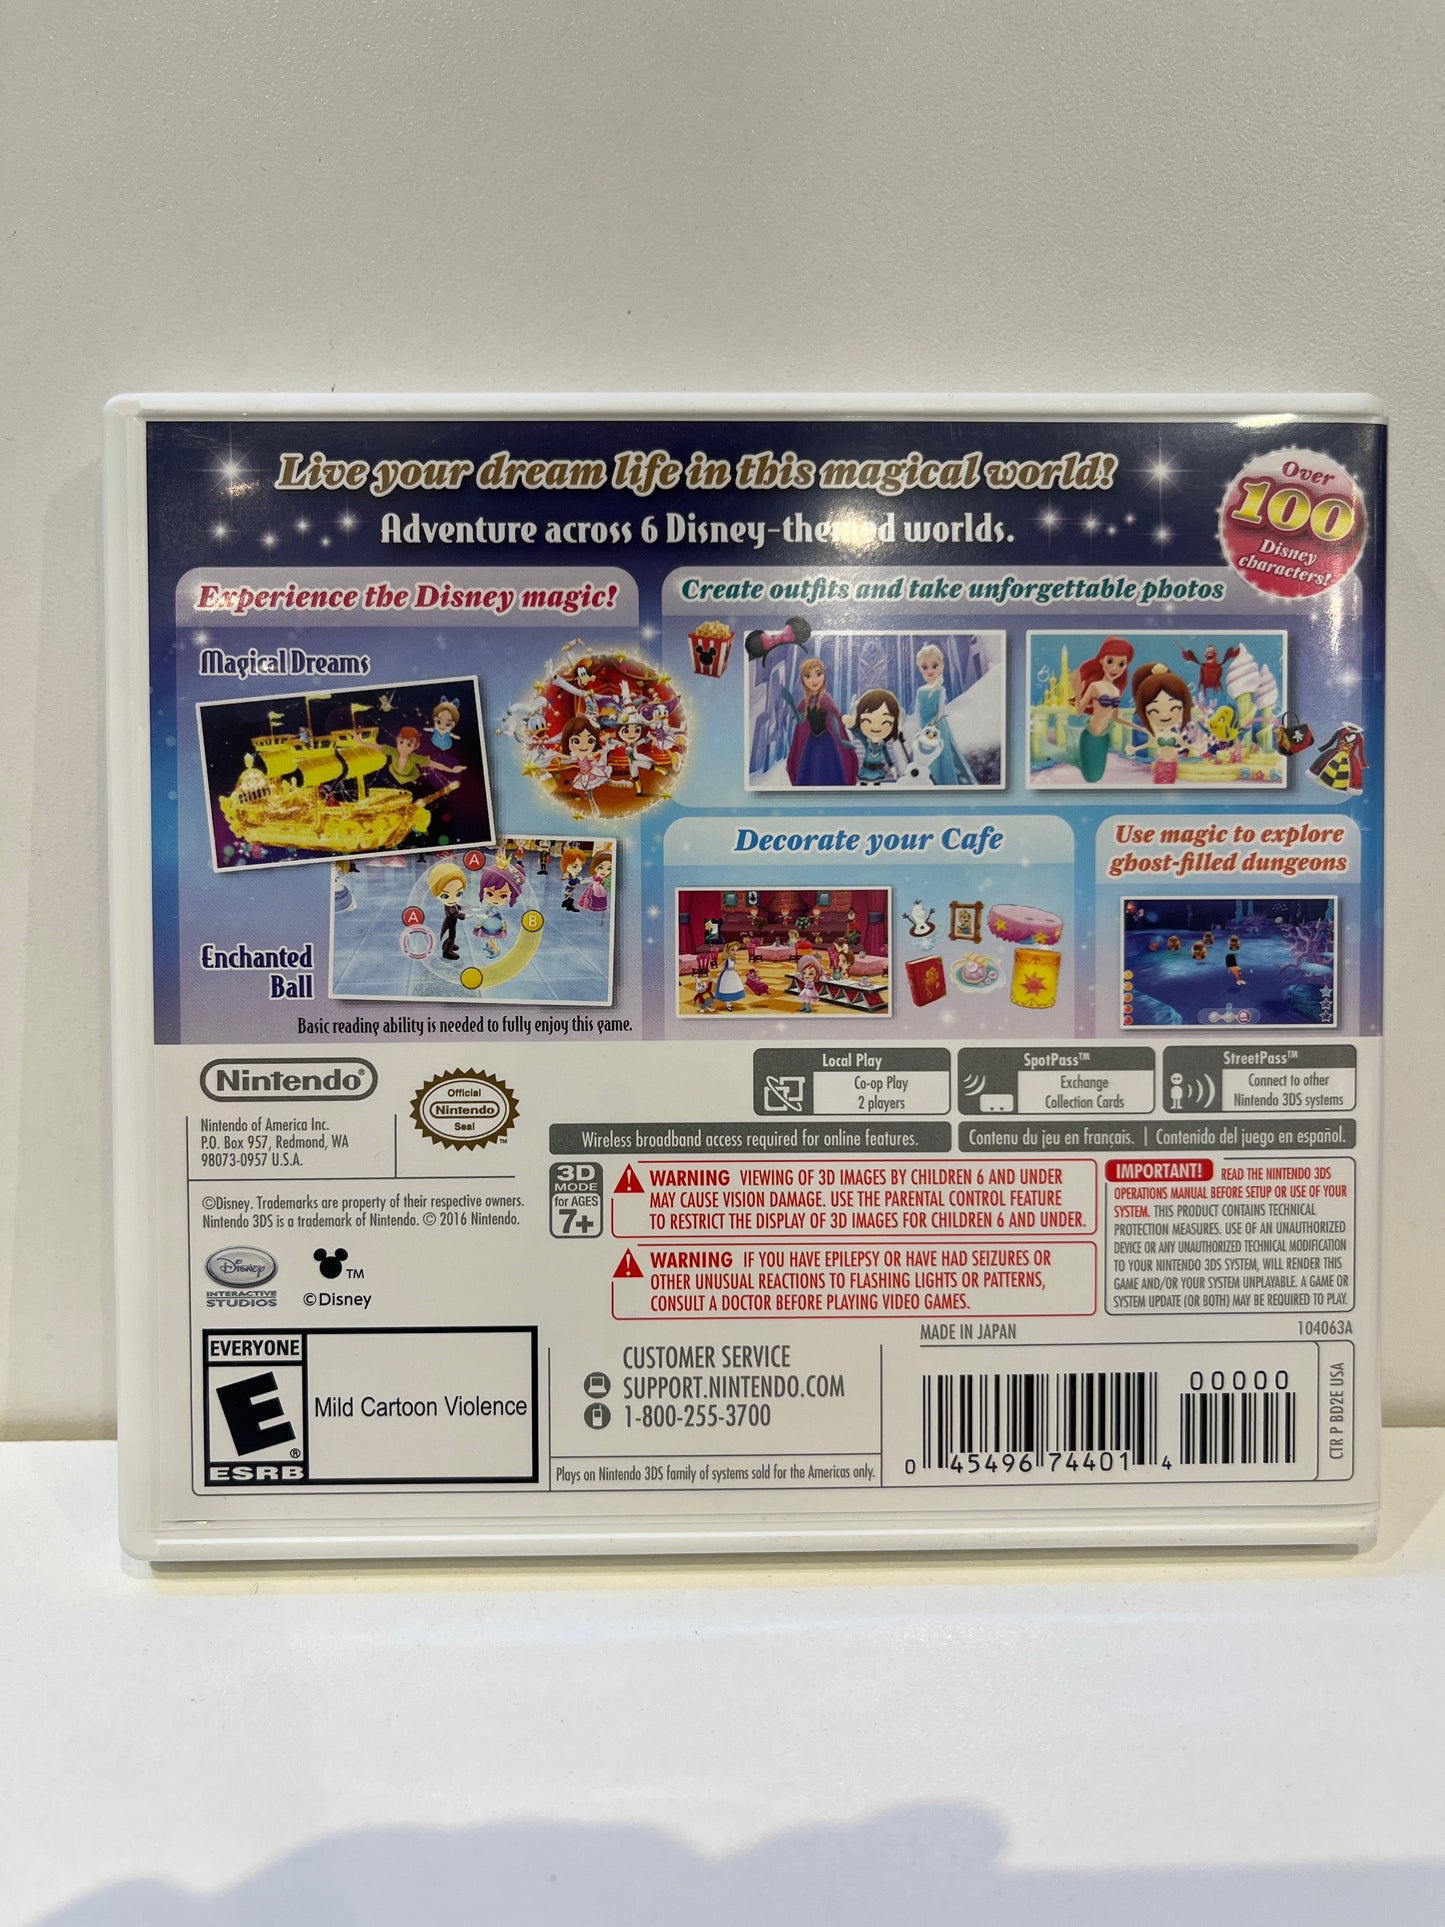 Live your dream life in this magical world!
Adventure across 6 Disney-themed worlds.
Over
100
Disney
characters!
Experience the Disney magic!
Magical Dreams
Enchanted
Ball
Basic reading ability is needed to fully enjoy this game.
Create outfits and take unforgettable photos
Decorate your Cafe
Use magic to explore
ghost-filled dungeons
A
A
B
Nintendo®
Nintendo of America Inc.
P.O. Box 957, Redmond, WA
98073-0957 U.S.A.
Official
Nintendo
Seal
TM
Local Play
Co-op Play
2 players
SpotPass™
Exchange
Collection Cards
StreetPass™
Connect to other
Nintendo 3DS systems
Wireless broadband access required for online features.
Contenu du jeu en français. | Contenido del juego en español.
©Disney. Trademarks are property of their respective owners.
Nintendo 3DS is a trademark of Nintendo. © 2016 Nintendo.
Disney
INTERACTIVE
STUDIOS
TM
©Disney
3D
MODE
for AGES
7+
WARNING VIEWING OF 3D IMAGES BY CHILDREN 6 AND UNDER
MAY CAUSE VISION DAMAGE. USE THE PARENTAL CONTROL FEATURE
TO RESTRICT THE DISPLAY OF 3D IMAGES FOR CHILDREN 6 AND UNDER.
WARNING IF YOU HAVE EPILEPSY OR HAVE HAD SEIZURES OR
OTHER UNUSUAL REACTIONS TO FLASHING LIGHTS OR PATTERNS,
CONSULT A DOCTOR BEFORE PLAYING VIDEO GAMES.
IMPORTANT! READ THE NINTENDO 3DS
OPERATIONS MANUAL BEFORE SETUP OR USE OF YOUR
SYSTEM. THIS PRODUCT CONTAINS TECHNICAL
PROTECTION MEASURES. USE OF AN UNAUTHORIZED
DEVICE OR ANY UNAUTHORIZED TECHNICAL MODIFICATION
TO YOUR NINTENDO 3DS SYSTEM, WILL RENDER THIS
GAME AND/OR YOUR SYSTEM UNPLAYABLE. A GAME OR
SYSTEM UPDATE (OR BOTH) MAY BE REQUIRED TO PLAY.
EVERYONE
E
®
ESRB
Mild Cartoon Violence
CUSTOMER SERVICE
SUPPORT.NINTENDO.COM
1-800-255-3700
Plays on Nintendo 3DS family of systems sold for the Americas only.
MADE IN JAPAN
104063A
00000
0 45496 74401 4
CTR P BD2E USA